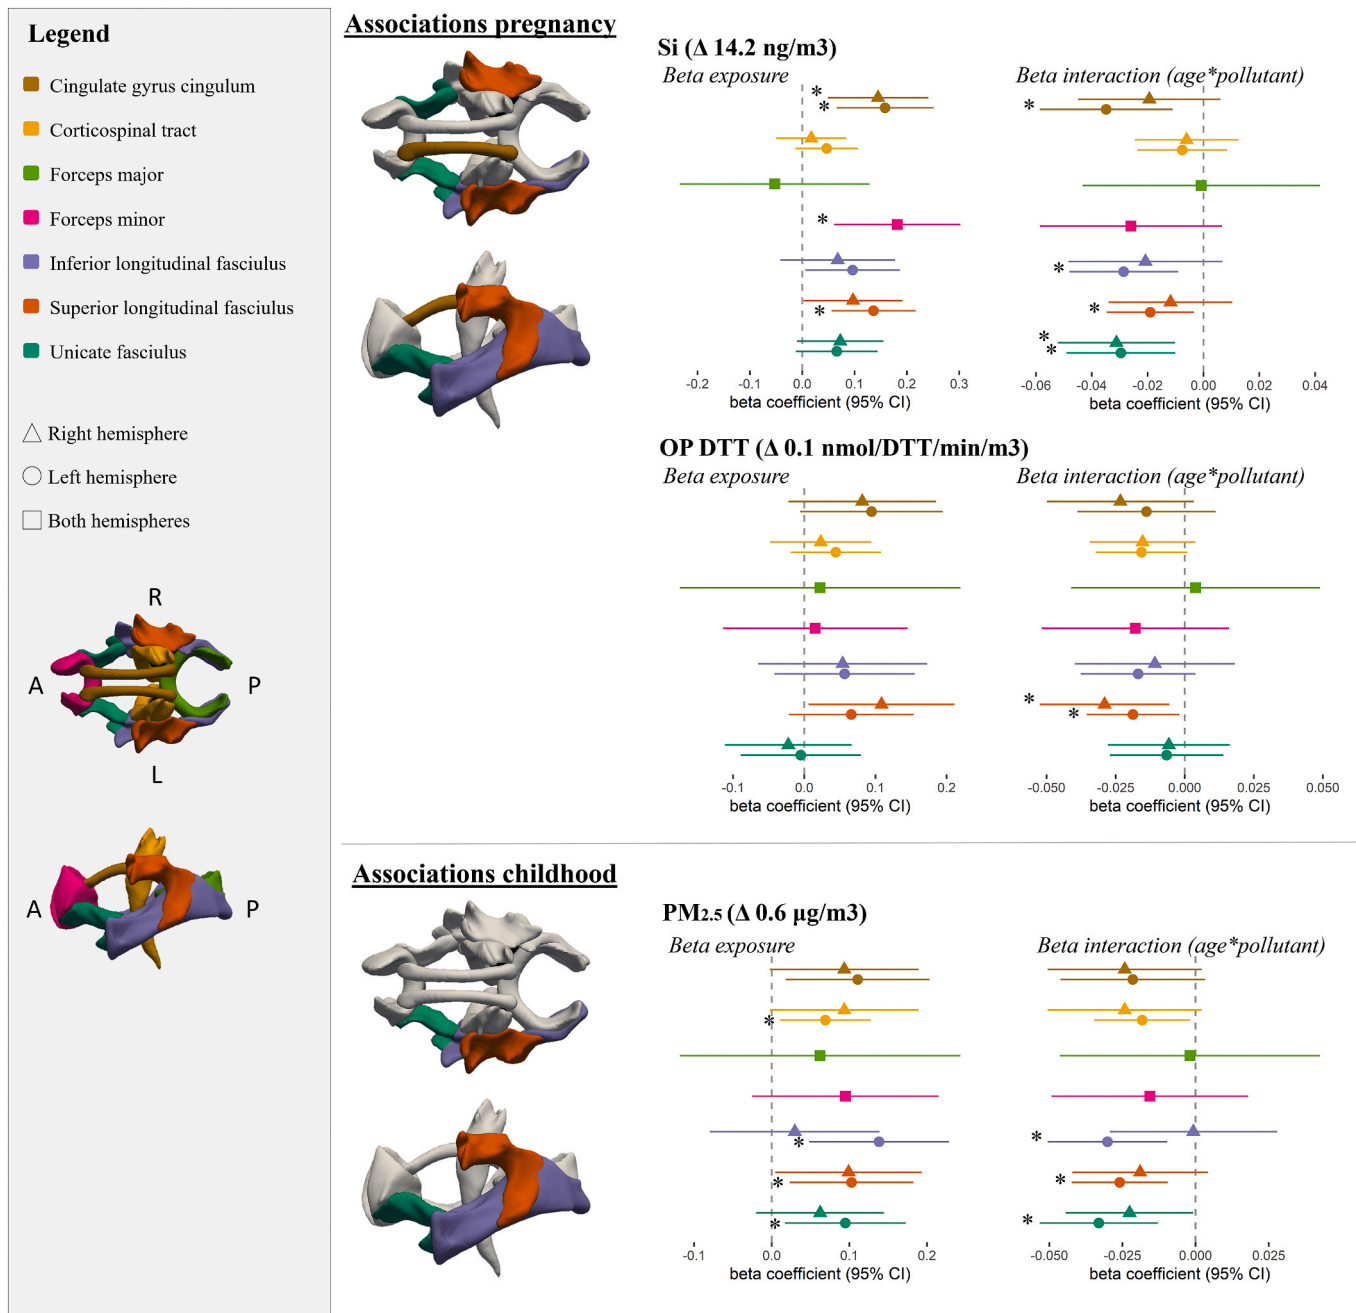 Legend
Cingulate gyrus cingulum
Corticospinal tract
Forceps major
Forceps minor
Inferior longitudinal fasciulus
Superior longitudinal fasciulus
Unicate fasciulus
Right hemisphere
Left hemisphere
Both hemispheres
R
A P
L
A P
Associations pregnancy
Si (Δ 14.2 ng/m3)
Beta exposure Beta interaction (age*pollutant)
*
*
*
*
*
*
*
*
*
-0.2 0.0 0.1 0.2 0.3
beta coefficient (95% CI)
-0.06 -0.04 -0.02 0.00 0.02 0.04
beta coefficient (95% CI)
OP DTT (Δ 0.1 nmol/DTT/min/m3)
Beta exposure Beta interaction (age*pollutant)
*
*
-0.1 0.0 0.1 0.2
beta coefficient (95% CI)
-0.050 -0.025 0.000 0.025 0.050
beta coefficient (95% CI)
Associations childhood
PM2.5 (Δ 0.6 µg/m3)
Beta exposure Beta interaction (age*pollutant)
*
*
*
*
*
*
*
-0.1 0.0 0.1 0.2
beta coefficient (95% CI)
-0.050 -0.025 0.000 0.025
beta coefficient (95% CI)